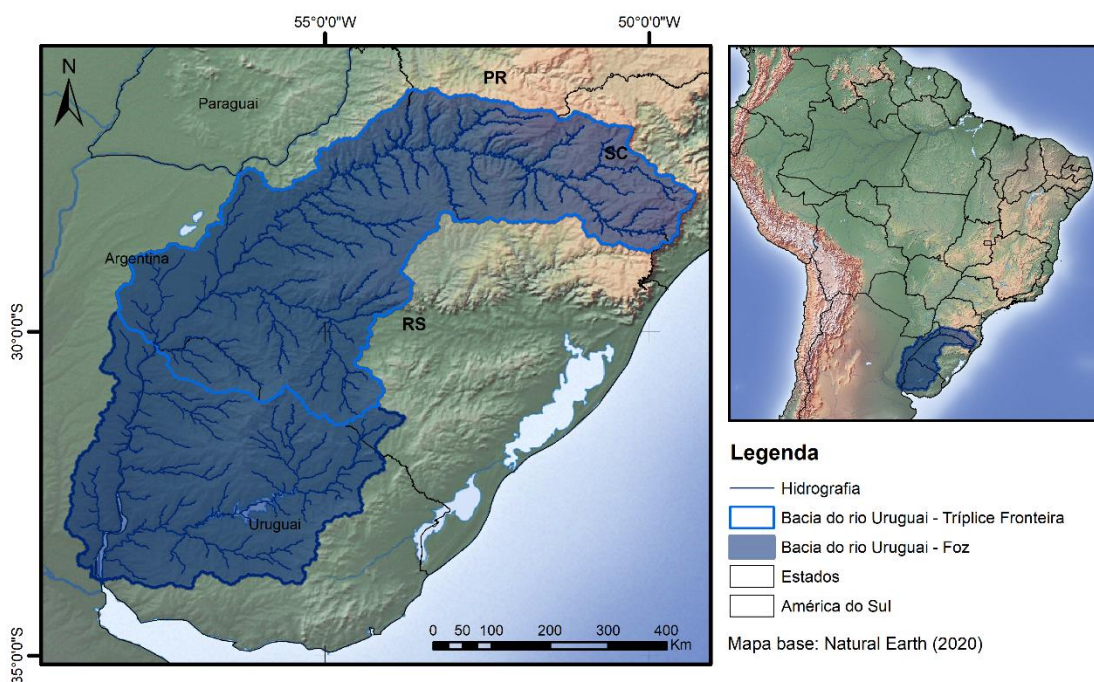 55°0'0"W
50°0'0"W
N
PR
Paraguai
SC
Argentina
30°0'0"S
RS
Uruguai
0 50 100 200 300 400
Km
35°0'0"S
Legenda
Hidrografia
Bacia do rio Uruguai - Tríplice Fronteira
Bacia do rio Uruguai - Foz
Estados
América do Sul
Mapa base: Natural Earth (2020)